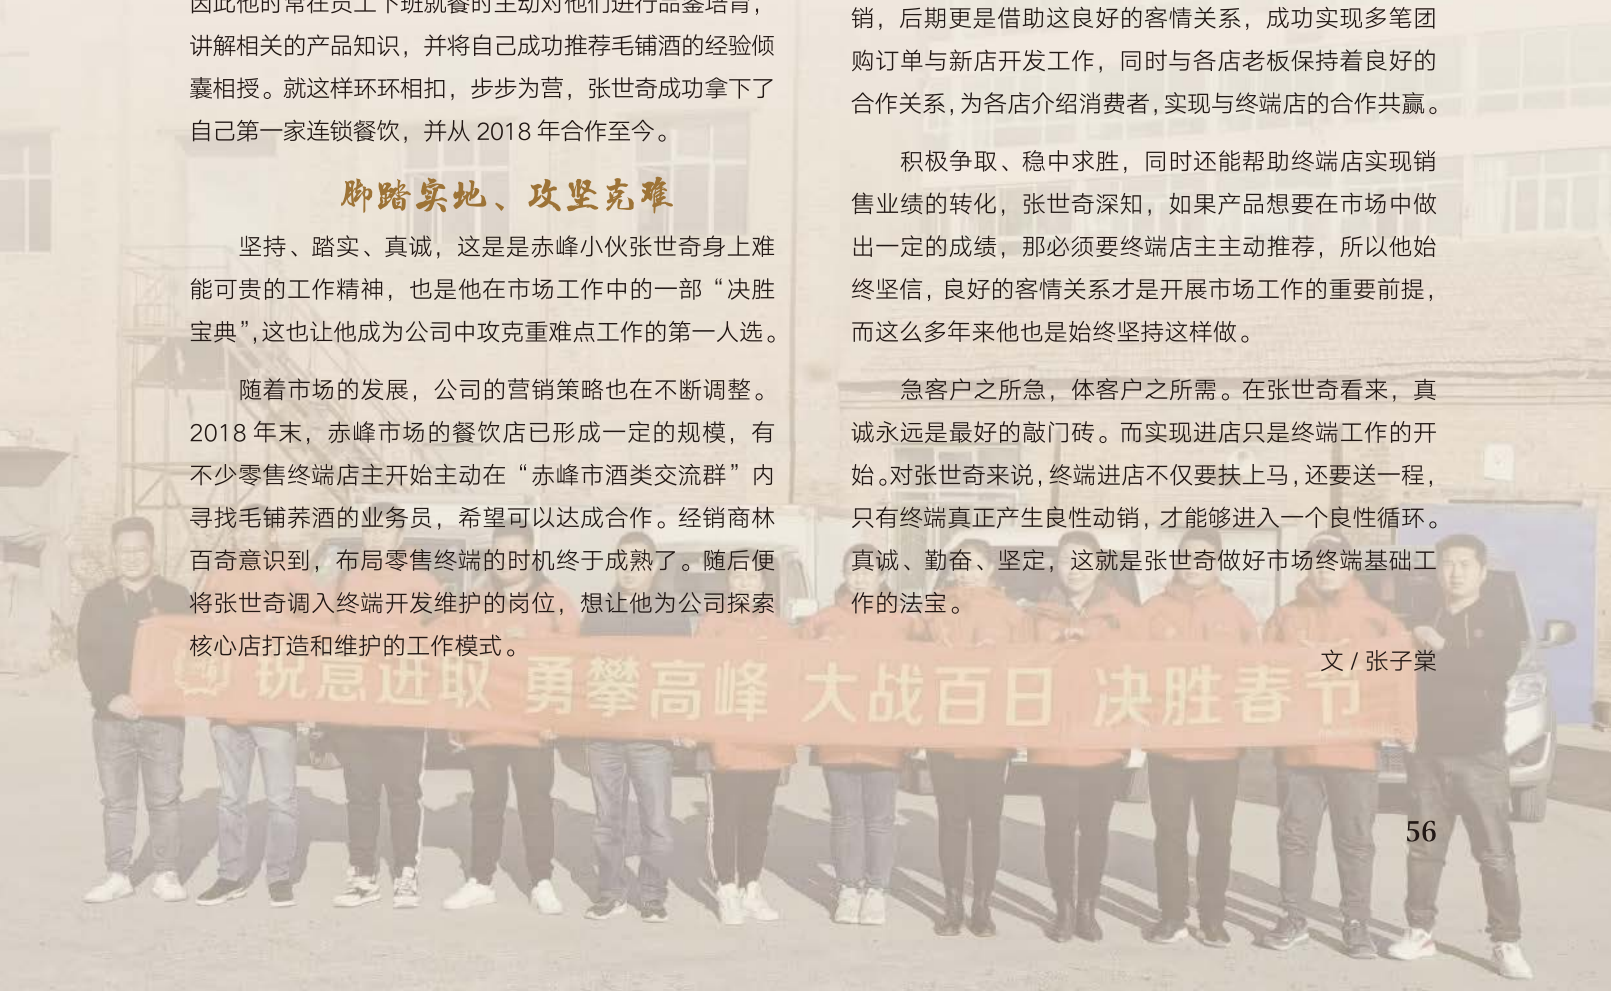 因此他时常在员工下班就餐时主动对他们进行品鉴培育，
讲解相关的产品知识，并将自己成功推荐毛铺酒的经验倾
囊相授。就这样环环相扣，步步为营，张世奇成功拿下了
自己第一家连锁餐饮，并从 2018 年合作至今。
脚踏实地、攻坚克难
坚持、踏实、真诚，这是是赤峰小伙张世奇身上难
能可贵的工作精神，也是他在市场工作中的一部“决胜
宝典”，这也让他成为公司中攻克重难点工作的第一人选。
随着市场的发展，公司的营销策略也在不断调整。
2018 年末，赤峰市场的餐饮店已形成一定的规模，有
不少零售终端店主开始主动在“赤峰市酒类交流群”内
寻找毛铺荞酒的业务员，希望可以达成合作。经销商林
百奇意识到，布局零售终端的时机终于成熟了。随后便
将张世奇调入终端开发维护的岗位，想让他为公司探索
核心店打造和维护的工作模式。
销，后期更是借助这良好的客情关系，成功实现多笔团
购订单与新店开发工作，同时与各店老板保持着良好的
合作关系，为各店介绍消费者，实现与终端店的合作共赢。
积极争取、稳中求胜，同时还能帮助终端店实现销
售业绩的转化，张世奇深知，如果产品想要在市场中做
出一定的成绩，那必须要终端店主主动推荐，所以他始
终坚信，良好的客情关系才是开展市场工作的重要前提，
而这么多年来他也是始终坚持这样做。
急客户之所急，体客户之所需。在张世奇看来，真
诚永远是最好的敲门砖。而实现进店只是终端工作的开
始。对张世奇来说，终端进店不仅要扶上马，还要送一程，
只有终端真正产生良性动销，才能够进入一个良性循环。
真诚、勤奋、坚定，这就是张世奇做好市场终端基础工
作的法宝。
文 / 张子棠
锐意进取 勇攀高峰 大战百日 决胜春节
56